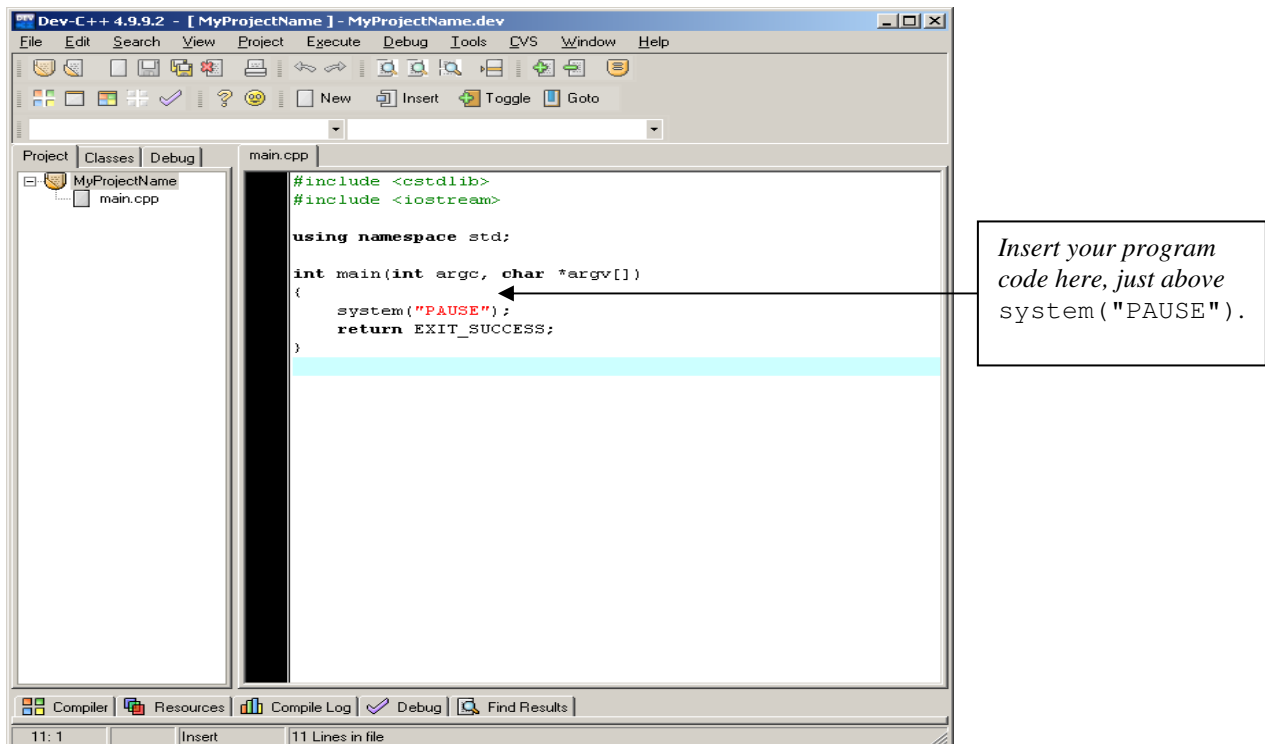 Dev-C++ 4.9.9.2 - [ MyProjectName ] - MyProjectName.dev
File Edit Search View Project Execute Debug Tools CVS Window Help
New Insert Toggle Goto
Project Classes Debug main.cpp
MyProjectName
main.cpp
#include <cstdlib>
#include <iostream>
using namespace std;
int main(int argc, char *argv[])
{
system("PAUSE");
return EXIT_SUCCESS;
}
Insert your program
code here, just above
system("PAUSE").
Compiler Resources Compile Log Debug Find Results
11: 1 Insert 11 Lines in file